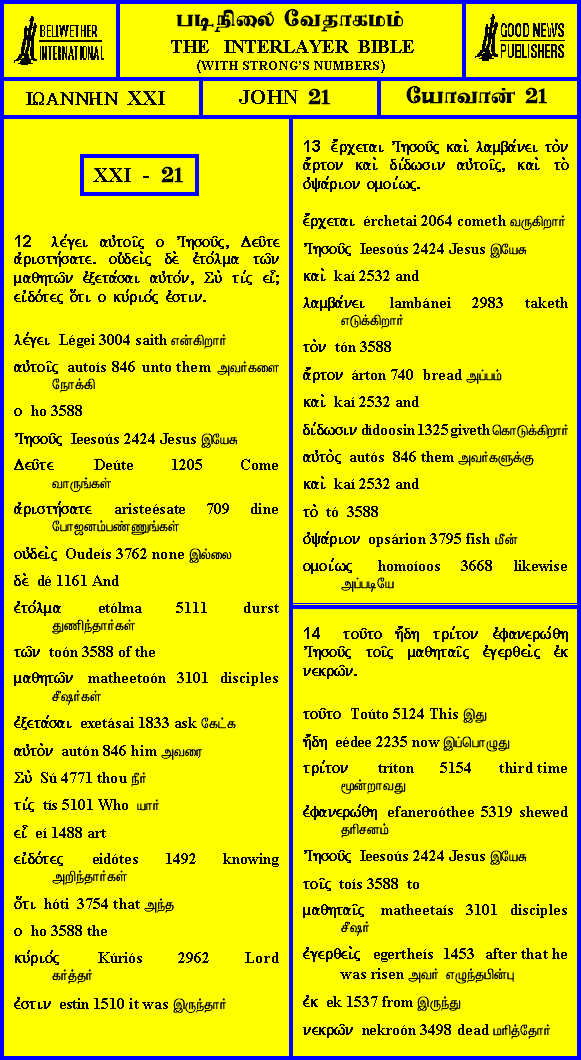 BELLWETHER
INTERNATIONAL
படிநிலை வேதாகமம்
THE INTERLAYER BIBLE
(WITH STRONG'S NUMBERS)
GOOD NEWS
PUBLISHERS
ΙΩΑΝΝΗΝ XXI
JOHN 21
யோவான் 21
XXI - 21
12 λέγει αὐτοῖς ο Ἰησοῦς, Δεῦτε
ἀριστήσατε. οὐδεὶς δὲ ἐτόλμα τῶν
μαθητῶν ἐξετάσαι αὐτόν, Σὺ τίς εἶ;
εἰδότες ὅτι ο κύριός ἐστιν.
λέγει Légei 3004 saith என்கிறார்
αὐτοῖς autoís 846 unto them அவர்களை
நோக்கி
ο ho 3588
Ἰησοῦς Ieesoús 2424 Jesus இயேசு
Δεῦτε Deúte 1205 Come
வாருங்கள்
ἀριστήσατε aristeésate 709 dine
போஜனம்பண்ணுங்கள்
οὐδεὶς Oudeís 3762 none இல்லை
δὲ dé 1161 And
ἐτόλμα etólma 5111 durst
துணிந்தார்கள்
τῶν toón 3588 of the
μαθητῶν matheetoón 3101 disciples
சீஷர்கள்
ἐξετάσαι exetásai 1833 ask கேட்க
αὐτὸν autón 846 him அவரை
Σὺ Sú 4771 thou நீர்
τίς tís 5101 Who யார்
εἶ eí 1488 art
εἰδότες eidótes 1492 knowing
அறிந்தார்கள்
ὅτι hóti 3754 that அந்த
ο ho 3588 the
κύριός Kúriós 2962 Lord
கர்த்தர்
ἐστιν estin 1510 it was இருந்தார்
13 ἔρχεται Ἰησοῦς καὶ λαμβάνει τὸν
ἄρτον καὶ δίδωσιν αὐτοῖς, καὶ τὸ
ὀψάριον ομοίως.
ἔρχεται érchetai 2064 cometh வருகிறார்
Ἰησοῦς Ieesoús 2424 Jesus இயேசு
καὶ kaí 2532 and
λαμβάνει lambánei 2983 taketh
எடுக்கிறார்
τὸν tón 3588
ἄρτον árton 740 bread அப்பம்
καὶ kaí 2532 and
δίδωσιν dídoosin 1325 giveth கொடுக்கிறார்
αὐτὸς autós 846 them அவர்களுக்கு
καὶ kaí 2532 and
τὸ tó 3588
ὀψάριον opsárion 3795 fish மீன்
ομοίως homoíoos 3668 likewise
அப்படியே
14 τοῦτο ἤδη τρίτον ἐφανερώθη
Ἰησοῦς τοῖς μαθηταῖς ἐγερθεὶς ἐκ
νεκρῶν.
τοῦτο Toúto 5124 This இது
ἤδη eédee 2235 now இப்பொழுது
τρίτον tríton 5154 third time
மூன்றாவது
ἐφανερώθη efaneroóthee 5319 shewed
தரிசனம்
Ἰησοῦς Ieesoús 2424 Jesus இயேசு
τοῖς toís 3588 to
μαθηταῖς matheetaís 3101 disciples
சீஷர்
ἐγερθεὶς egertheís 1453 after that he
was risen அவர் எழுந்தபின்பு
ἐκ ek 1537 from இருந்து
νεκρῶν nekroón 3498 dead மரித்தோர்